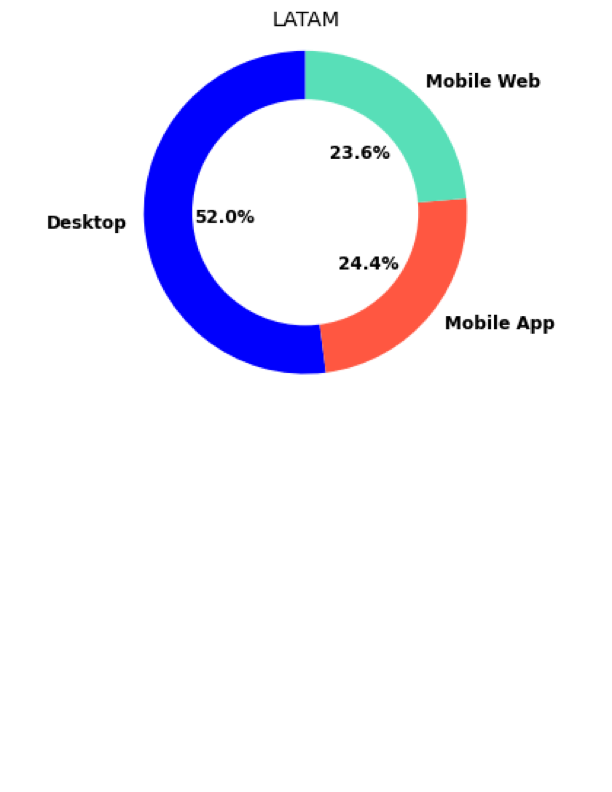 LATAM
Mobile Web
23.6%
Desktop
52.0%
24.4%
Mobile App